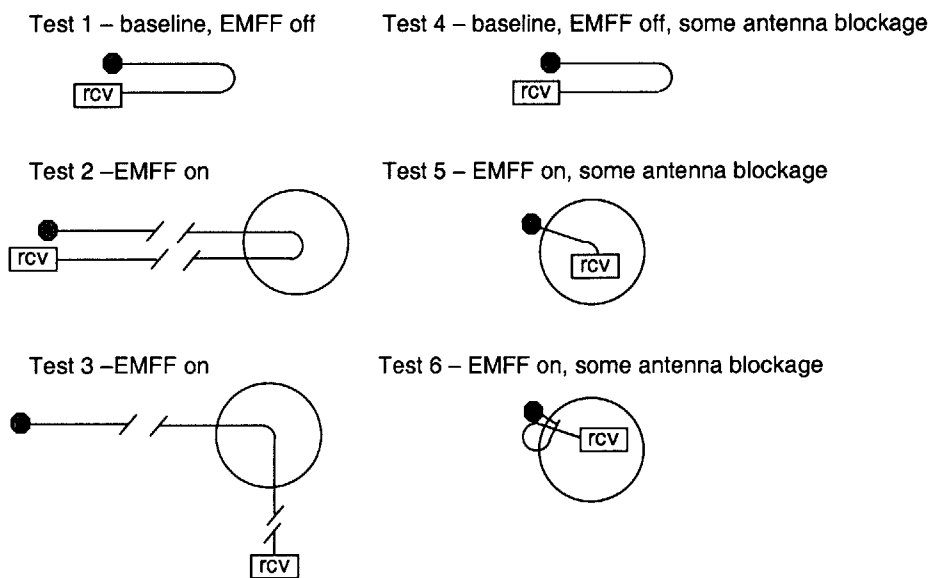 Test 1 – baseline, EMFF off
rcv
Test 4 – baseline, EMFF off, some antenna blockage
rcv
Test 2 –EMFF on
rcv
Test 5 – EMFF on, some antenna blockage
rcv
Test 3 –EMFF on
rcv
Test 6 – EMFF on, some antenna blockage
rcv